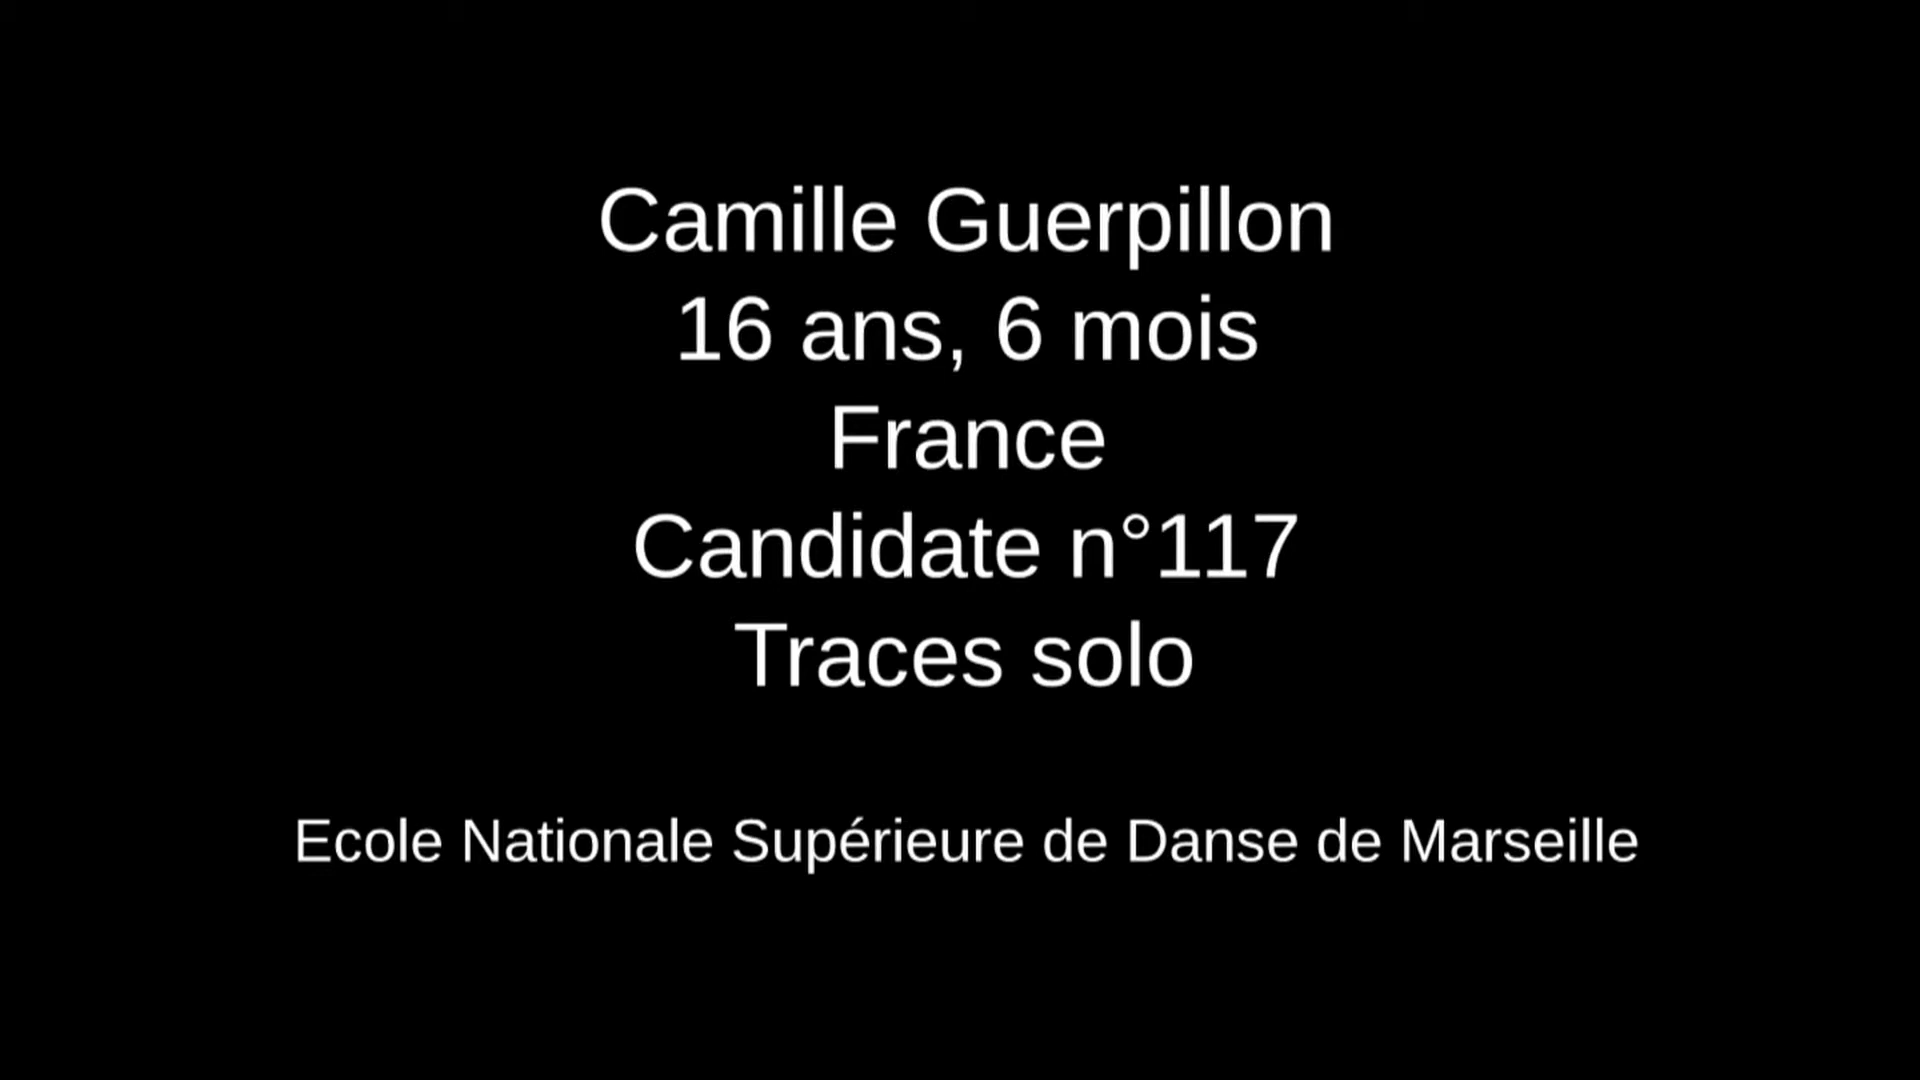 Camille Guerpillon
16 ans, 6 mois
France
Candidate n°117
Traces solo
Ecole Nationale Supérieure de Danse de Marseille